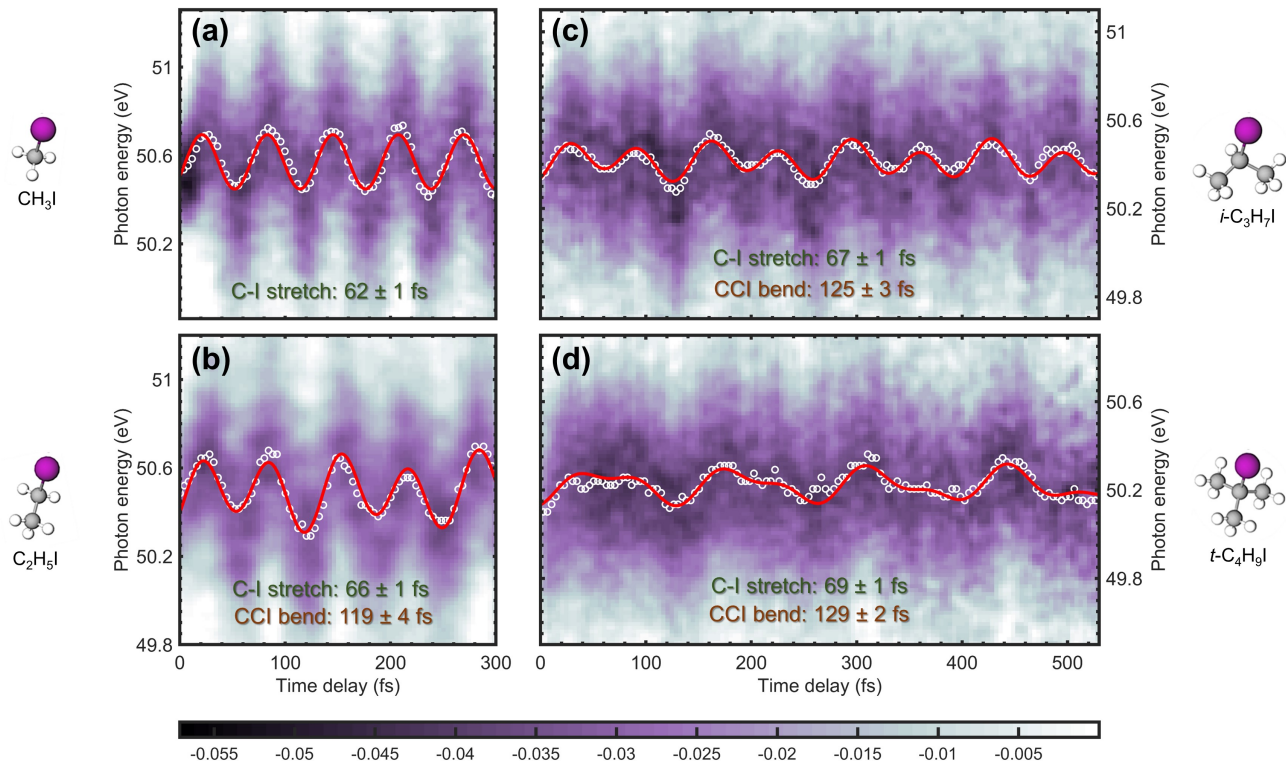 (a)
51
50.6
50.2
Photon energy (eV)
C-I stretch: 62 ± 1 fs
CH₃I
(c)
51
50.6
50.2
49.8
Photon energy (eV)
C-I stretch: 67 ± 1 fs
CCI bend: 125 ± 3 fs
i-C₃H₇I
(b)
51
50.6
50.2
49.8
Photon energy (eV)
C-I stretch: 66 ± 1 fs
CCI bend: 119 ± 4 fs
0 100 200 300
Time delay (fs)
C₂H₅I
(d)
50.6
50.2
49.8
Photon energy (eV)
C-I stretch: 69 ± 1 fs
CCI bend: 129 ± 2 fs
0 100 200 300 400 500
Time delay (fs)
t-C₄H₉I
-0.055 -0.05 -0.045 -0.04 -0.035 -0.03 -0.025 -0.02 -0.015 -0.01 -0.005